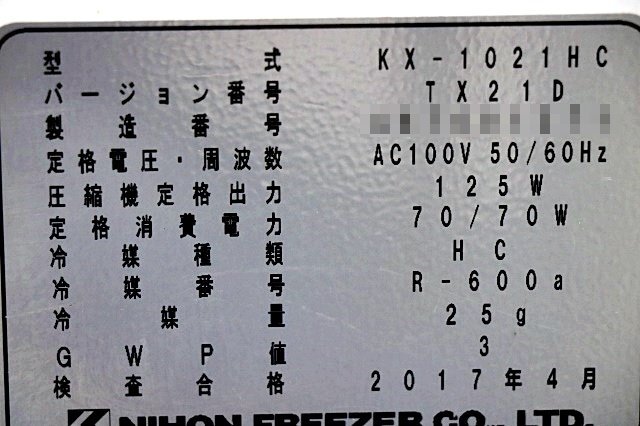 型式 KX-1021HC
バージョン番号 TX21D
製造番号
定格電圧・周波数 AC100V 50/60Hz
圧縮機定格出力 125W
定格消費電力 70/70W
冷媒種類 HC
冷媒番号 R-600a
冷媒量 25g
GWP値 3
検査合格 2017年4月
NIHON FREEZER CO., LTD.